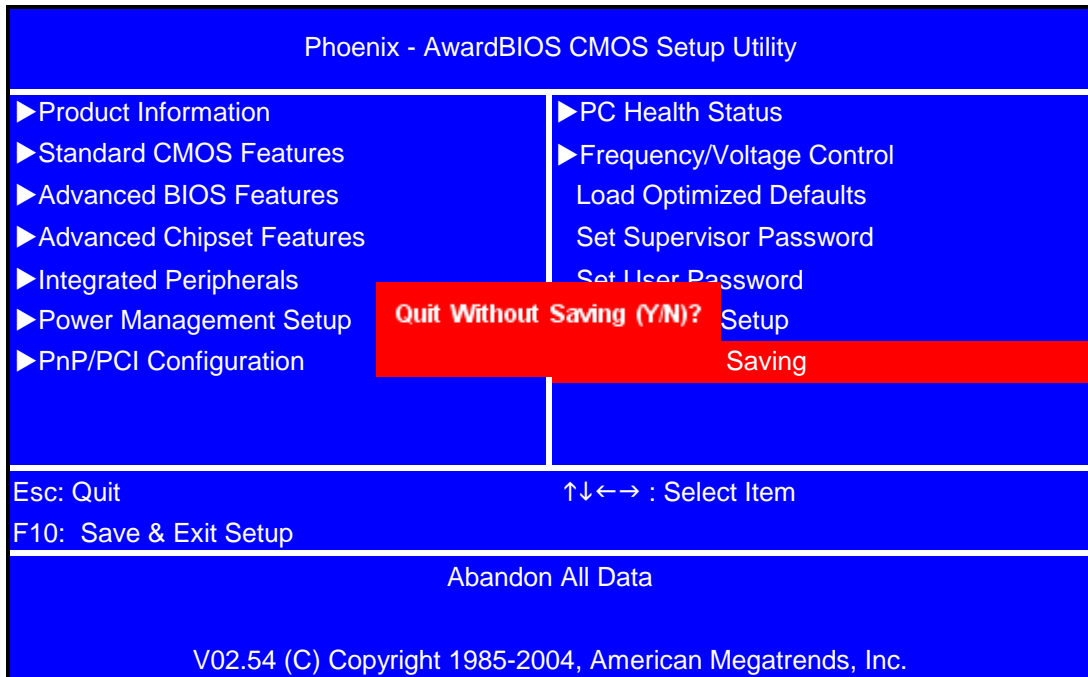 Phoenix - AwardBIOS CMOS Setup Utility
▶Product Information
▶Standard CMOS Features
▶Advanced BIOS Features
▶Advanced Chipset Features
▶Integrated Peripherals
▶Power Management Setup
▶PnP/PCI Configuration
▶PC Health Status
▶Frequency/Voltage Control
Load Optimized Defaults
Set Supervisor Password
Set User Password
Setup
Saving
Quit Without Saving (Y/N)?
Esc: Quit
↑↓←→ : Select Item
F10: Save & Exit Setup
Abandon All Data
V02.54 (C) Copyright 1985-2004, American Megatrends, Inc.